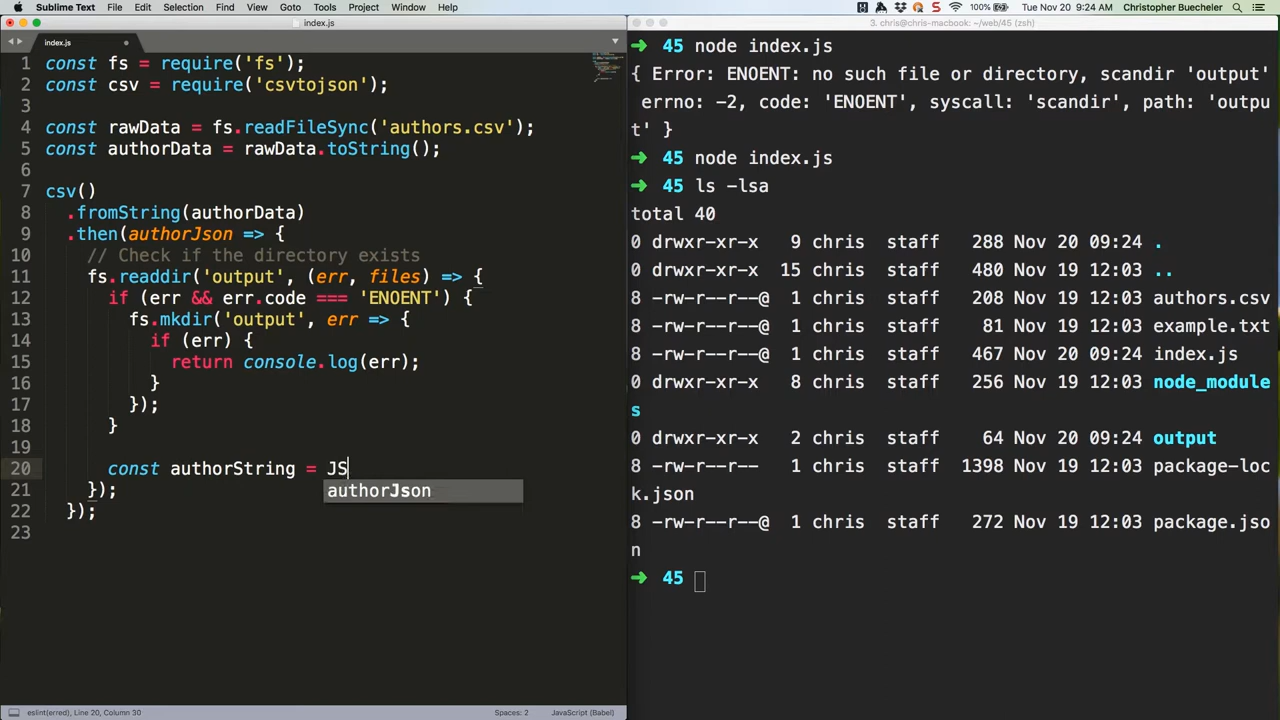 Sublime Text File Edit Selection Find View Goto Tools Project Window Help 100% Tue Nov 20 9:24 AM Christopher Buecheler
index.js
3. chris@chris-macbook: ~/web/45 (zsh)
index.js
1 const fs = require('fs');
2 const csv = require('csvtojson');
3
4 const rawData = fs.readFileSync('authors.csv');
5 const authorData = rawData.toString();
6
7 csv()
8 .fromString(authorData)
9 .then(authorJson => {
10 // Check if the directory exists
11 fs.readdir('output', (err, files) => {
12 if (err && err.code === 'ENOENT') {
13 fs.mkdir('output', err => {
14 if (err) {
15 return console.log(err);
16 }
17 });
18 }
19
20 const authorString = JS
authorJson
21 });
22 });
23
eslint(erred), Line 20, Column 30 Spaces: 2 JavaScript (Babel)
➜ 45 node index.js
{ Error: ENOENT: no such file or directory, scandir 'output'
errno: -2, code: 'ENOENT', syscall: 'scandir', path: 'outpu
t' }
➜ 45 node index.js
➜ 45 ls -lsa
total 40
0 drwxr-xr-x 9 chris staff 288 Nov 20 09:24 .
0 drwxr-xr-x 15 chris staff 480 Nov 19 12:03 ..
8 -rw-r--r--@ 1 chris staff 208 Nov 19 12:03 authors.csv
8 -rw-r--r--@ 1 chris staff 81 Nov 19 12:03 example.txt
8 -rw-r--r--@ 1 chris staff 467 Nov 20 09:24 index.js
0 drwxr-xr-x 8 chris staff 256 Nov 19 12:03 node_module
s
0 drwxr-xr-x 2 chris staff 64 Nov 20 09:24 output
8 -rw-r--r-- 1 chris staff 1398 Nov 19 12:03 package-loc
k.json
8 -rw-r--r--@ 1 chris staff 272 Nov 19 12:03 package.jso
n
➜ 45